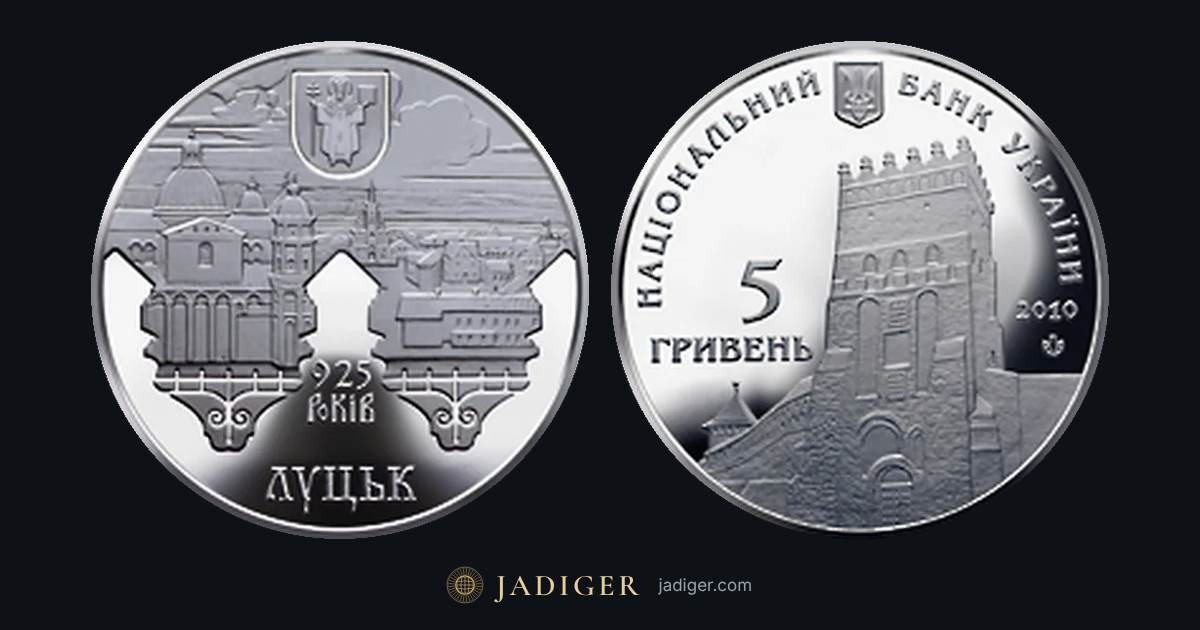 925
РОКІВ
ЛУЦЬК
НАЦІОНАЛЬНИЙ БАНК УКРАЇНИ
5
ГРИВЕНЬ
2010
JADIGER jadiger.com